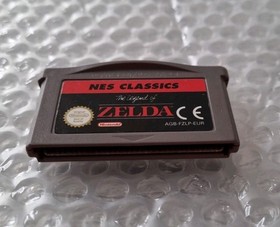 NES CLASSICS
The Legend of
ZELDA CE
Nintendo
AGB-FZLP-EUR